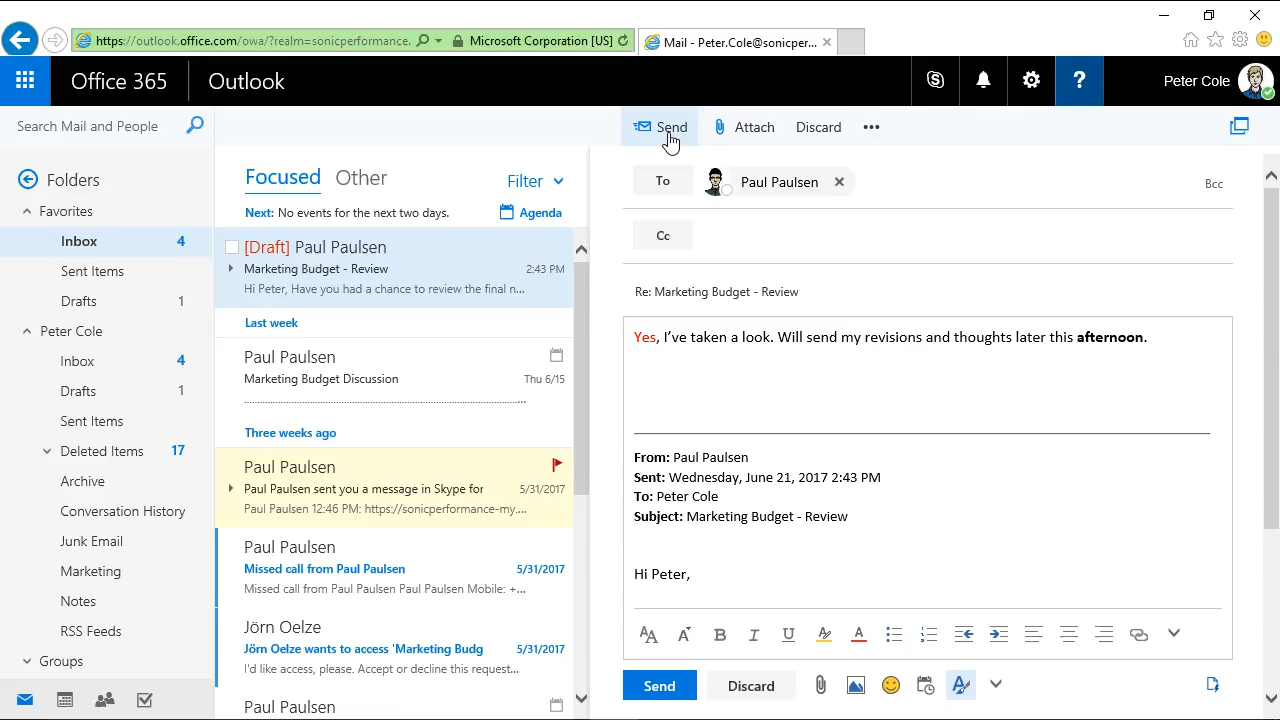 https://outlook.office.com/owa/?realm=sonicperformance.
Microsoft Corporation [US]
Mail - Peter.Cole@sonicper...
Office 365
Outlook
?
Peter Cole
Search Mail and People
Send
Attach
Discard
Folders
Favorites
Inbox 4
Sent Items
Drafts 1
Peter Cole
Inbox 4
Drafts 1
Sent Items
Deleted Items 17
Archive
Conversation History
Junk Email
Marketing
Notes
RSS Feeds
Groups
Focused Other
Filter
Next: No events for the next two days.
Agenda
[Draft] Paul Paulsen
Marketing Budget - Review 2:43 PM
Hi Peter, Have you had a chance to review the final n...
Last week
Paul Paulsen
Marketing Budget Discussion Thu 6/15
Three weeks ago
Paul Paulsen
Paul Paulsen sent you a message in Skype for 5/31/2017
Paul Paulsen 12:46 PM: https://sonicperformance-my....
Paul Paulsen
Missed call from Paul Paulsen 5/31/2017
Missed call from Paul Paulsen Paul Paulsen Mobile: +...
Jörn Oelze
Jörn Oelze wants to access 'Marketing Budg 5/31/2017
I'd like access, please. Accept or decline this request...
Paul Paulsen
To
Paul Paulsen
Bcc
Cc
Re: Marketing Budget - Review
Yes, I've taken a look. Will send my revisions and thoughts later this afternoon.
From: Paul Paulsen
Sent: Wednesday, June 21, 2017 2:43 PM
To: Peter Cole
Subject: Marketing Budget - Review
Hi Peter,
Send
Discard